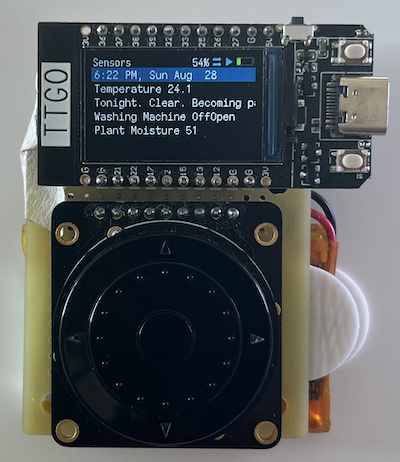 Sensors 54%
6:22 PM, Sun Aug 28
Temperature 24.1
Tonight. Clear. Becoming pa
Washing Machine OffOpen
Plant Moisture 51
TTGO